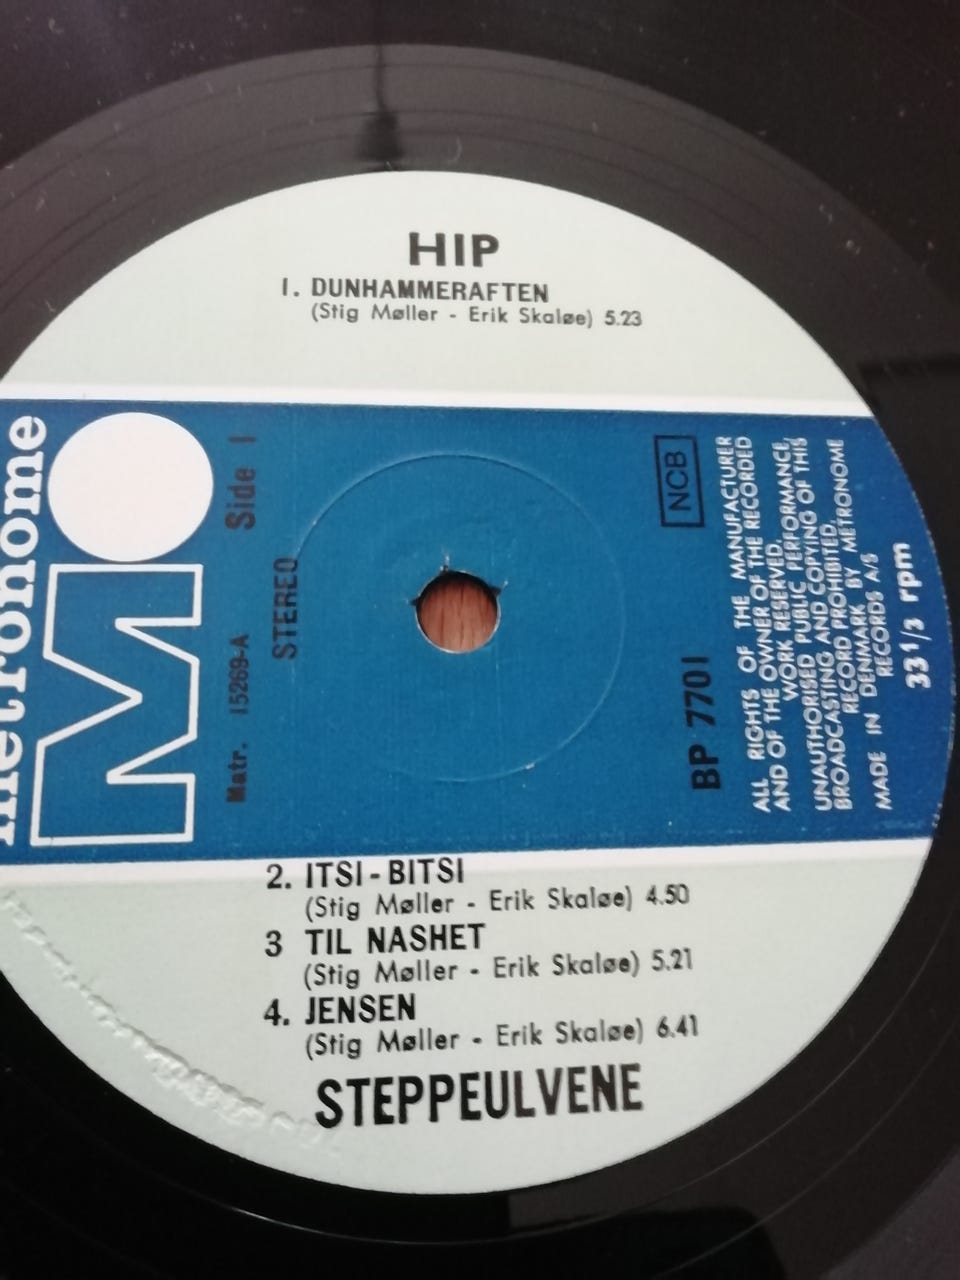 HIP
1. DUNHAMMERAFTEN
(Stig Møller - Erik Skaløe) 5.23
metronome
M
Side 1
STEREO
Matr. 15269-A
NCB
BP 7701
ALL RIGHTS OF THE MANUFACTURER
AND OF THE OWNER OF THE RECORDED
WORK RESERVED.
UNAUTHORISED PUBLIC PERFORMANCE,
BROADCASTING AND COPYING OF THIS
RECORD PROHIBITED.
MADE IN DENMARK BY METRONOME
RECORDS A/S
33 1/3 rpm
2. ITSI-BITSI
(Stig Møller - Erik Skaløe) 4.50
3 TIL NASHET
(Stig Møller - Erik Skaløe) 5.21
4. JENSEN
(Stig Møller - Erik Skaløe) 6.41
STEPPEULVENE